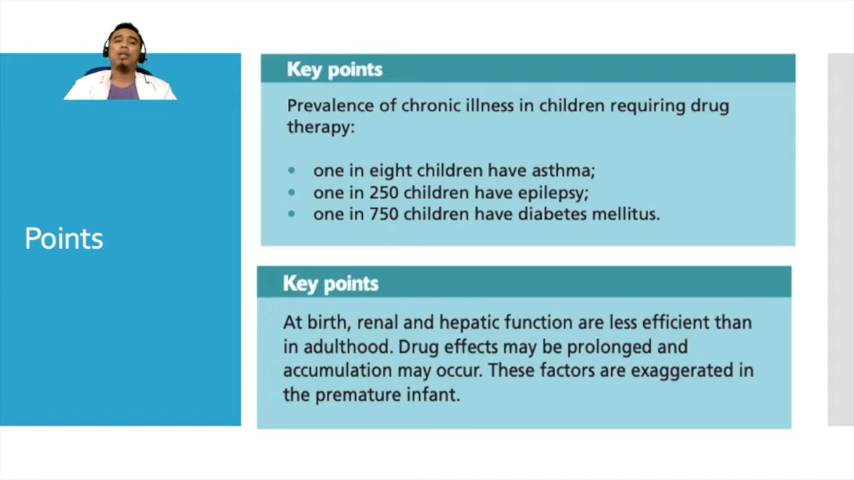 Points
Key points
Prevalence of chronic illness in children requiring drug
therapy:
• one in eight children have asthma;
• one in 250 children have epilepsy;
• one in 750 children have diabetes mellitus.
Key points
At birth, renal and hepatic function are less efficient than
in adulthood. Drug effects may be prolonged and
accumulation may occur. These factors are exaggerated in
the premature infant.